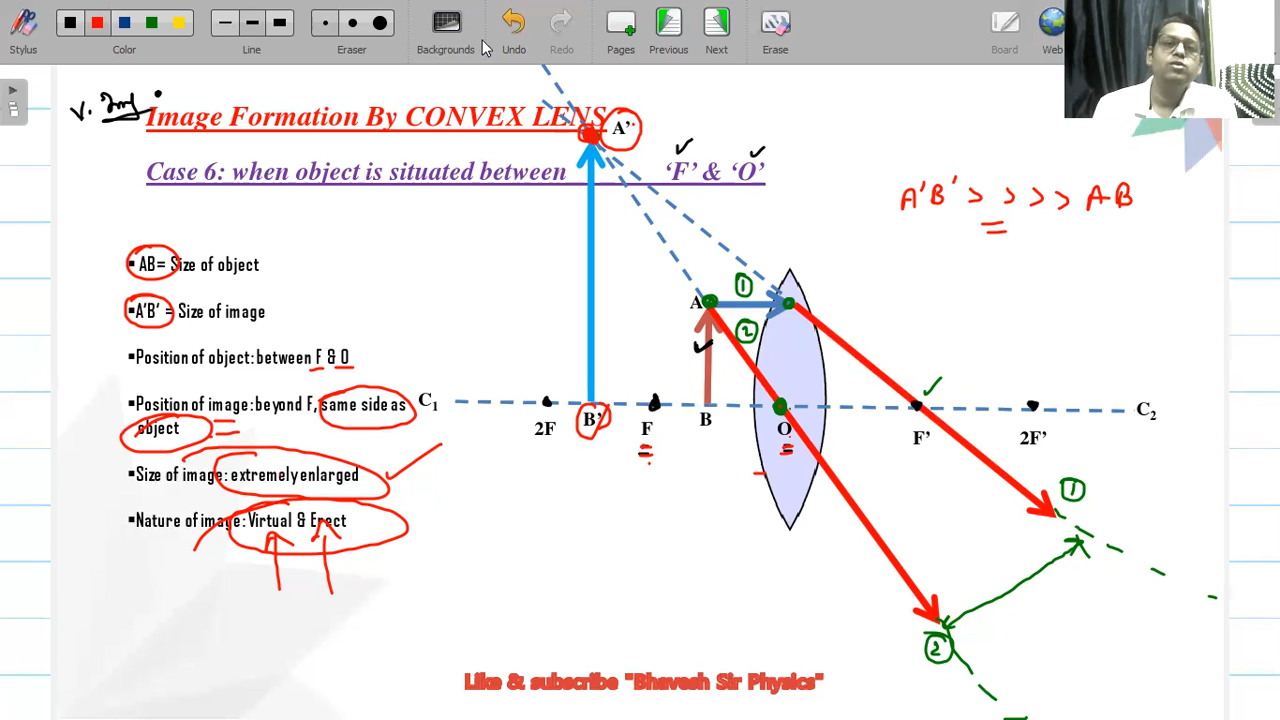 Stylus
Color
Line
Eraser
Backgrounds
Undo
Redo
Pages
Previous
Next
Erase
Board
Web
V. Imf
Image Formation By CONVEX LENS
A'
Case 6: when object is situated between 'F' & 'O'
A'B' > > > > AB
▪AB= Size of object
▪A'B' = Size of image
▪Position of object: between F & O
▪Position of image: beyond F, same side as
object
▪Size of image: extremely enlarged
▪Nature of image: Virtual & Erect
A
1
2
C1
2F
B'
F
B
O
F'
2F'
C2
1
2
Like & subscribe "Bhavesh Sir Physics"